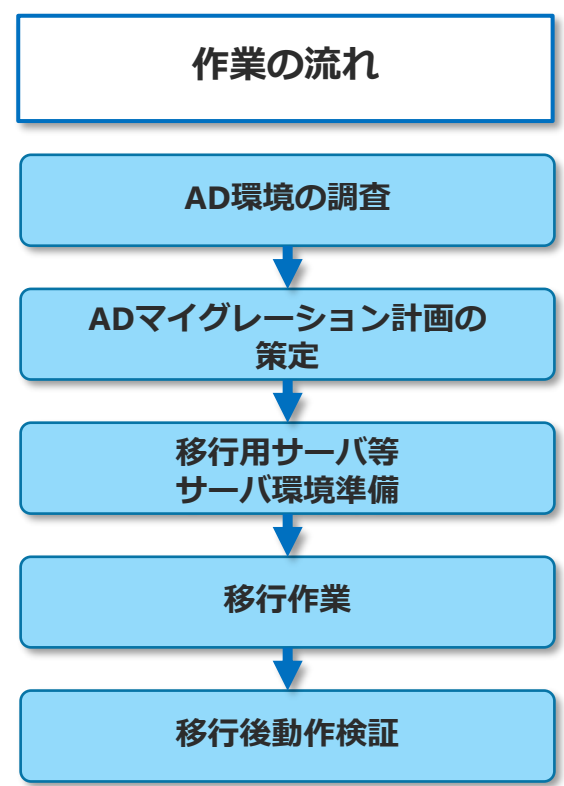 作業の流れ
AD環境の調査
ADマイグレーション計画の
策定
移行用サーバ等
サーバ環境準備
移行作業
移行後動作検証